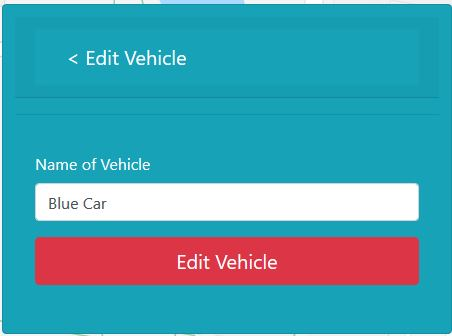 < Edit Vehicle
Name of Vehicle
Blue Car
Edit Vehicle